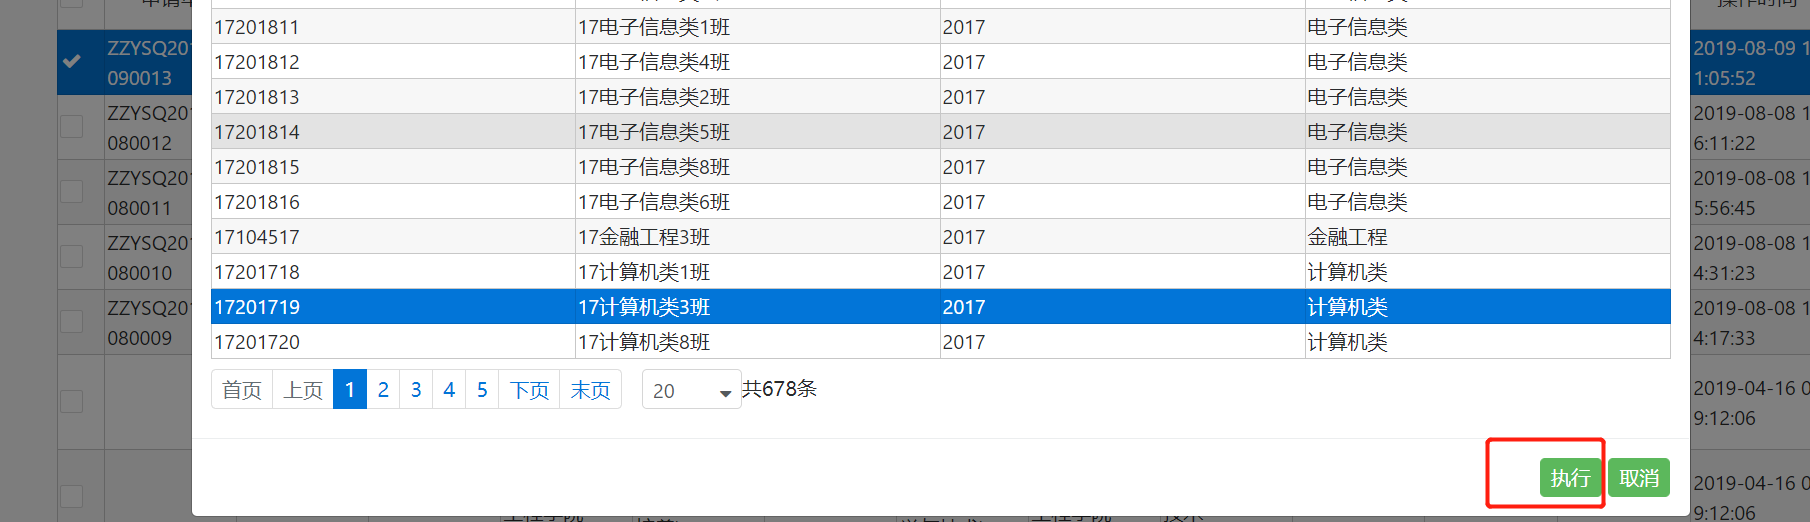 操作时间
17201811 17电子信息类1班 2017 电子信息类
ZZYSQ201
090013
2019-08-09 1
1:05:52
17201812 17电子信息类4班 2017 电子信息类
17201813 17电子信息类2班 2017 电子信息类
ZZYSQ201
080012
2019-08-08 1
6:11:22
17201814 17电子信息类5班 2017 电子信息类
17201815 17电子信息类8班 2017 电子信息类
ZZYSQ201
080011
2019-08-08 1
5:56:45
17201816 17电子信息类6班 2017 电子信息类
17104517 17金融工程3班 2017 金融工程
ZZYSQ201
080010
2019-08-08 1
4:31:23
17201718 17计算机类1班 2017 计算机类
17201719 17计算机类3班 2017 计算机类
ZZYSQ201
080009
2019-08-08 1
4:17:33
17201720 17计算机类8班 2017 计算机类
首页 上页 1 2 3 4 5 下页 末页 20 共678条
2019-04-16 0
9:12:06
执行 取消
2019-04-16 0
9:12:06